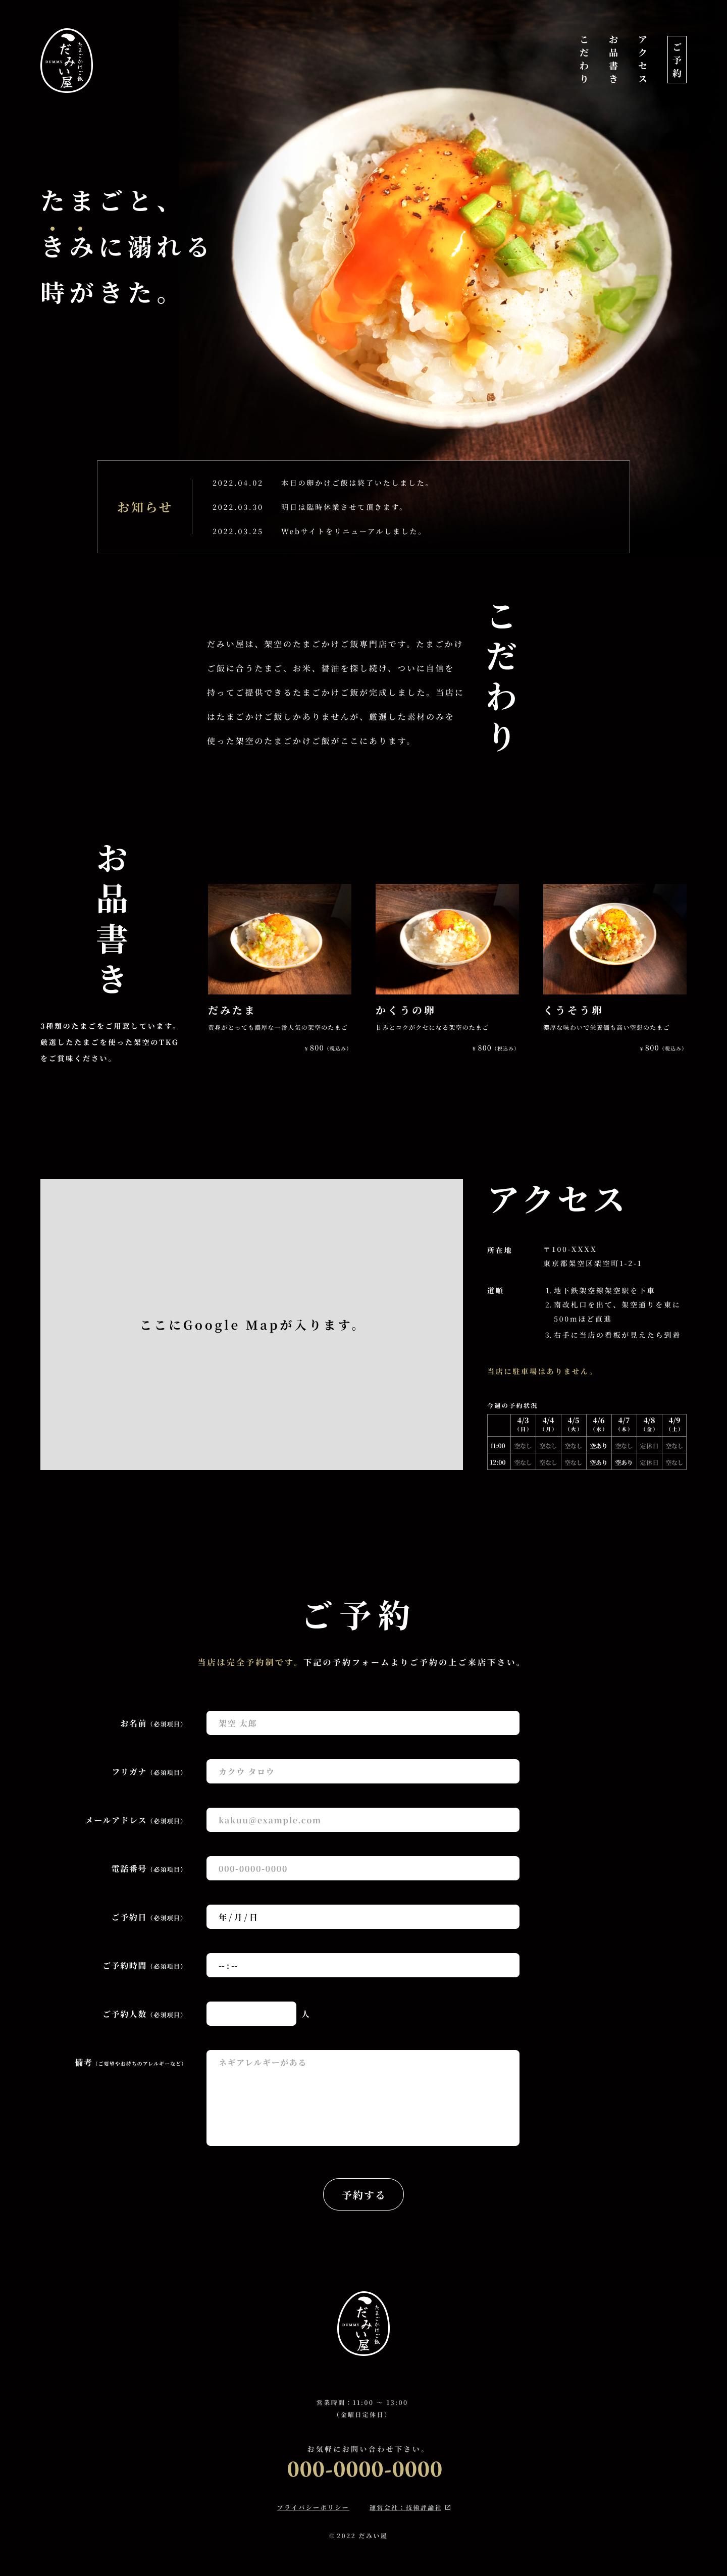 たまごかけご飯
だみい屋
DUMMY
こだわり
お品書き
アクセス
ご予約
たまごと、
きみに溺れる
時がきた。
お知らせ
2022.04.02 本日の卵かけご飯は終了いたしました。
2022.03.30 明日は臨時休業させて頂きます。
2022.03.25 Webサイトをリニューアルしました。
こだわり
だみい屋は、架空のたまごかけご飯専門店です。たまごかけ
ご飯に合うたまご、お米、醤油を探し続け、ついに自信を
持ってご提供できるたまごかけご飯が完成しました。当店に
はたまごかけご飯しかありませんが、厳選した素材のみを
使った架空のたまごかけご飯がここにあります。
お品書き
3種類のたまごをご用意しています。
厳選したたまごを使った架空のTKG
をご賞味ください。
だみたま
黄身がとっても濃厚な一番人気の架空のたまご
¥ 800（税込み）
かくうの卵
甘みとコクがクセになる架空のたまご
¥ 800（税込み）
くうそう卵
濃厚な味わいで栄養価も高い空想のたまご
¥ 800（税込み）
ここにGoogle Mapが入ります。
アクセス
所在地 〒100-XXXX
東京都架空区架空町1-2-1
道順 1. 地下鉄架空線架空駅を下車
2. 南改札口を出て、架空通りを東に
500mほど直進
3. 右手に当店の看板が見えたら到着
当店に駐車場はありません。
今週の予約状況
4/3 4/4 4/5 4/6 4/7 4/8 4/9
（日） （月） （火） （水） （木） （金） （土）
11:00 空なし 空なし 空なし 空あり 空なし 定休日 空なし
12:00 空なし 空なし 空なし 空あり 空あり 定休日 空なし
ご予約
当店は完全予約制です。下記の予約フォームよりご予約の上ご来店下さい。
お名前（必須項目） 架空 太郎
フリガナ（必須項目） カクウ タロウ
メールアドレス（必須項目） kakuu@example.com
電話番号（必須項目） 000-0000-0000
ご予約日（必須項目） 年 / 月 / 日
ご予約時間（必須項目） -- : --
ご予約人数（必須項目） 人
備考（ご要望やお持ちのアレルギーなど） ネギアレルギーがある
予約する
たまごかけご飯
だみい屋
DUMMY
営業時間：11:00 〜 13:00
（金曜日定休日）
お気軽にお問い合わせ下さい。
000-0000-0000
プライバシーポリシー 運営会社：技術評論社
© 2022 だみい屋